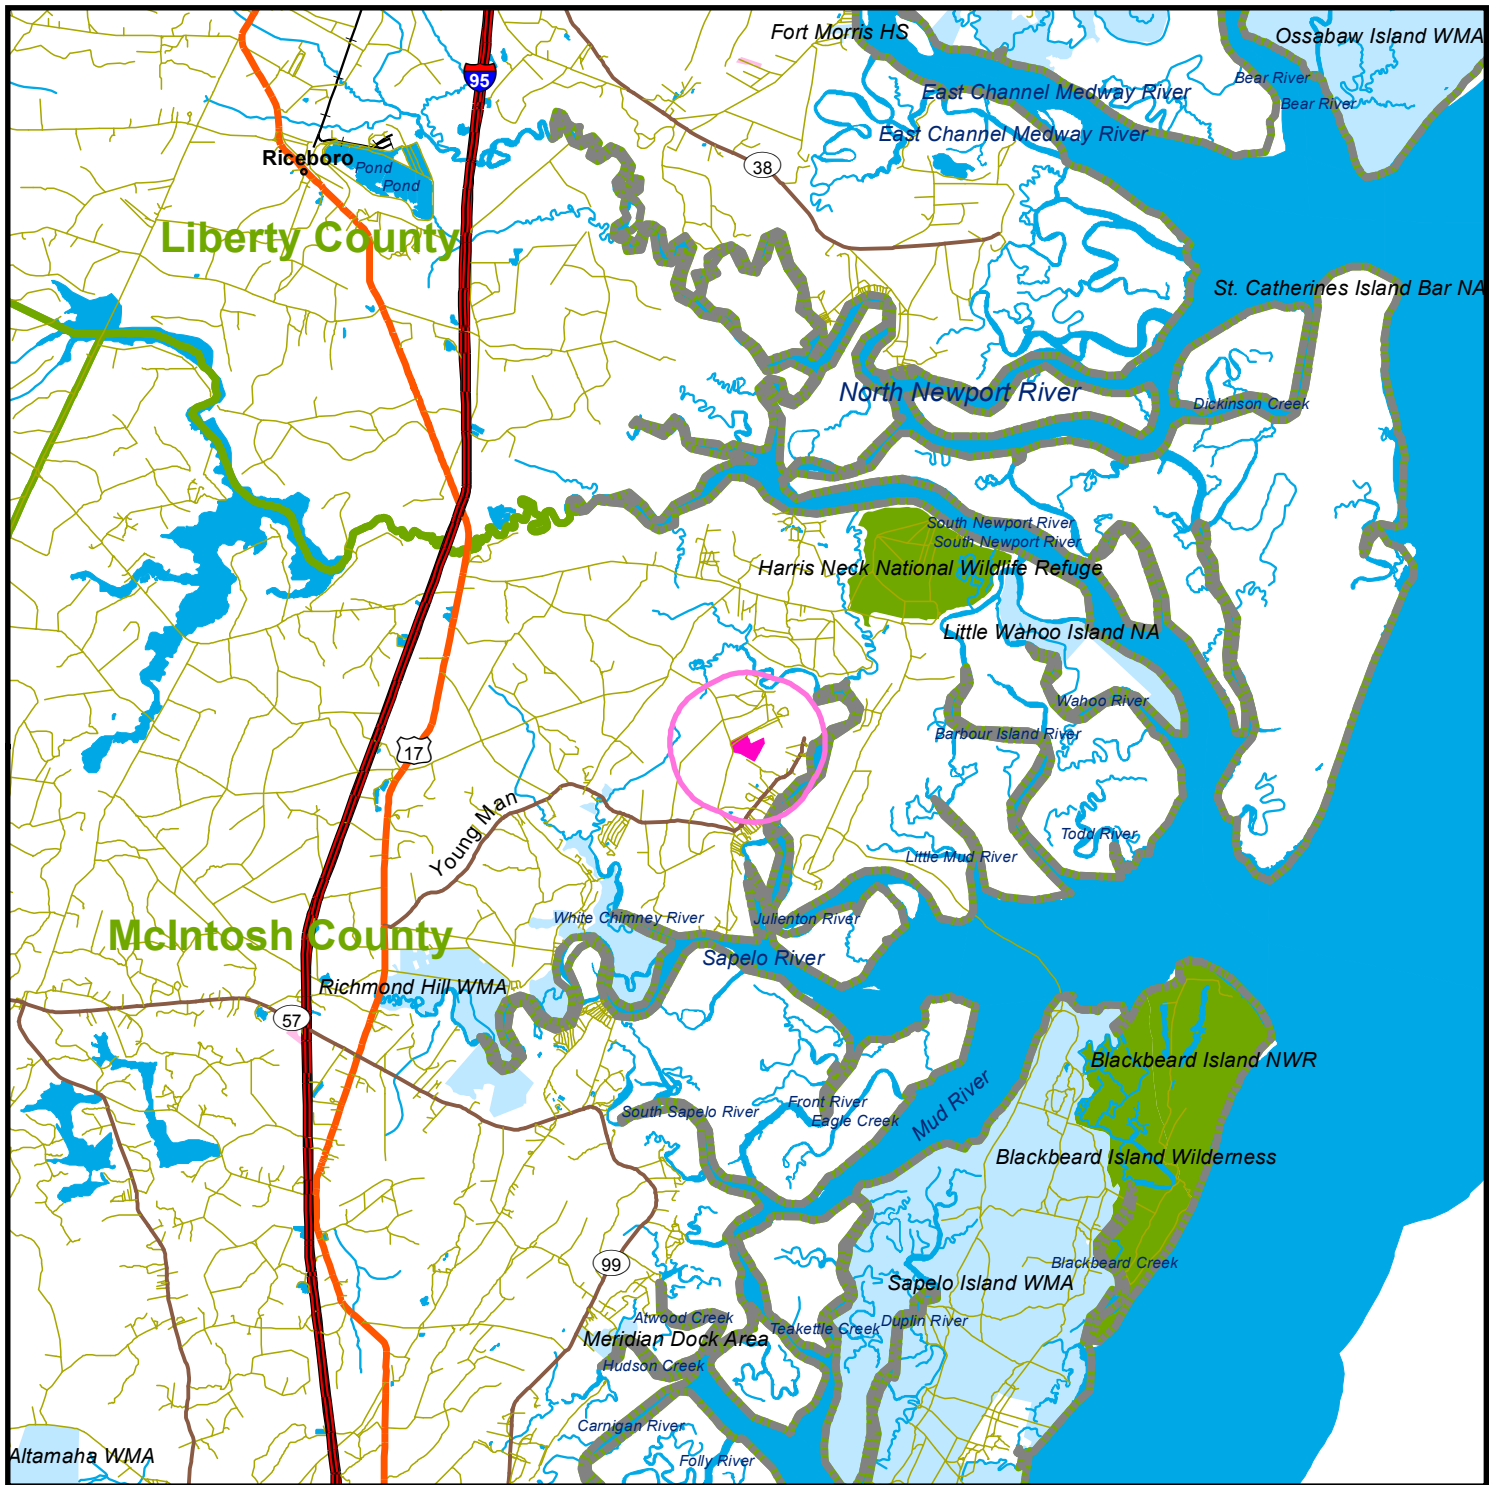 Fort Morris HS
Ossabaw Island WMA
95
Bear River
East Channel Medway River
Bear River
East Channel Medway River
Riceboro
Pond
Pond
38
Liberty County
St. Catherines Island Bar NA
North Newport River
Dickinson Creek
South Newport River
South Newport River
Harris Neck National Wildlife Refuge
Little Wahoo Island NA
Wahoo River
Barbour Island River
17
Young Man
Todd River
Little Mud River
White Chimney River
Julienton River
McIntosh County
Sapelo River
Richmond Hill WMA
57
Blackbeard Island NWR
Mud River
Front River
South Sapelo River
Eagle Creek
Blackbeard Island Wilderness
99
Blackbeard Creek
Sapelo Island WMA
Atwood Creek
Duplin River
Teakettle Creek
Meridian Dock Area
Hudson Creek
Carnigan River
Altamaha WMA
Folly River